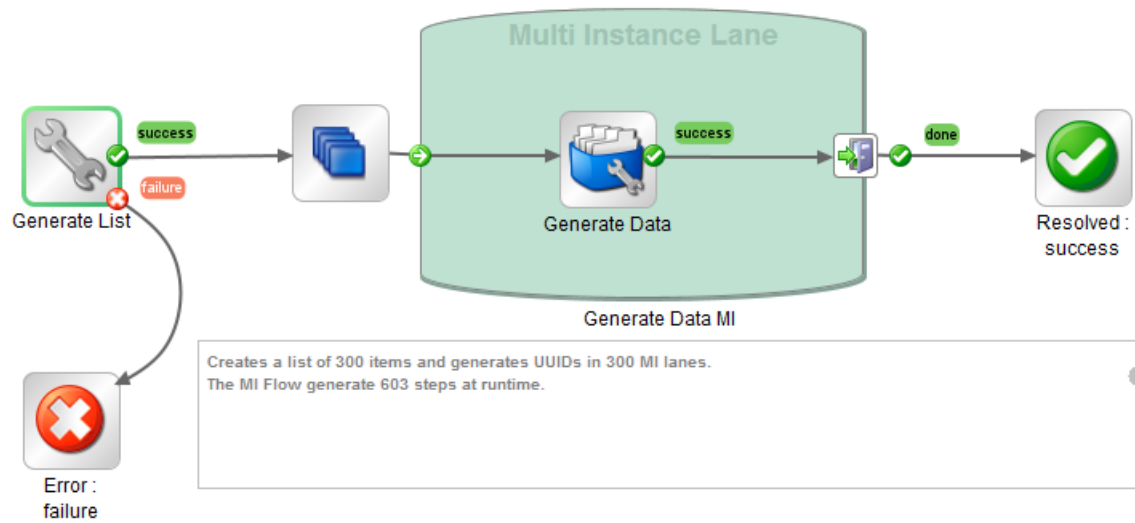 Multi Instance Lane
success
success
done
failure
Generate List
Generate Data
Resolved :
success
Generate Data MI
Creates a list of 300 items and generates UUIDs in 300 MI lanes.
The MI Flow generate 603 steps at runtime.
Error :
failure